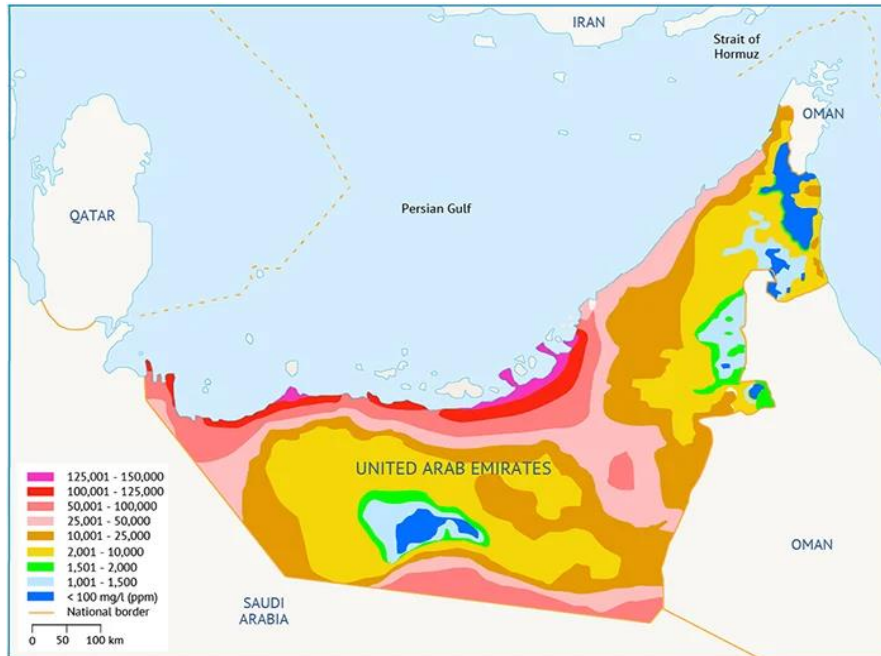 IRAN
Strait of
Hormuz
OMAN
QATAR
Persian Gulf
UNITED ARAB EMIRATES
125,001 - 150,000
100,001 - 125,000
50,001 - 100,000
25,001 - 50,000
10,001 - 25,000
2,001 - 10,000
1,501 - 2,000
1,001 - 1,500
< 100 mg/l (ppm)
National border
0 50 100 km
SAUDI
ARABIA
OMAN